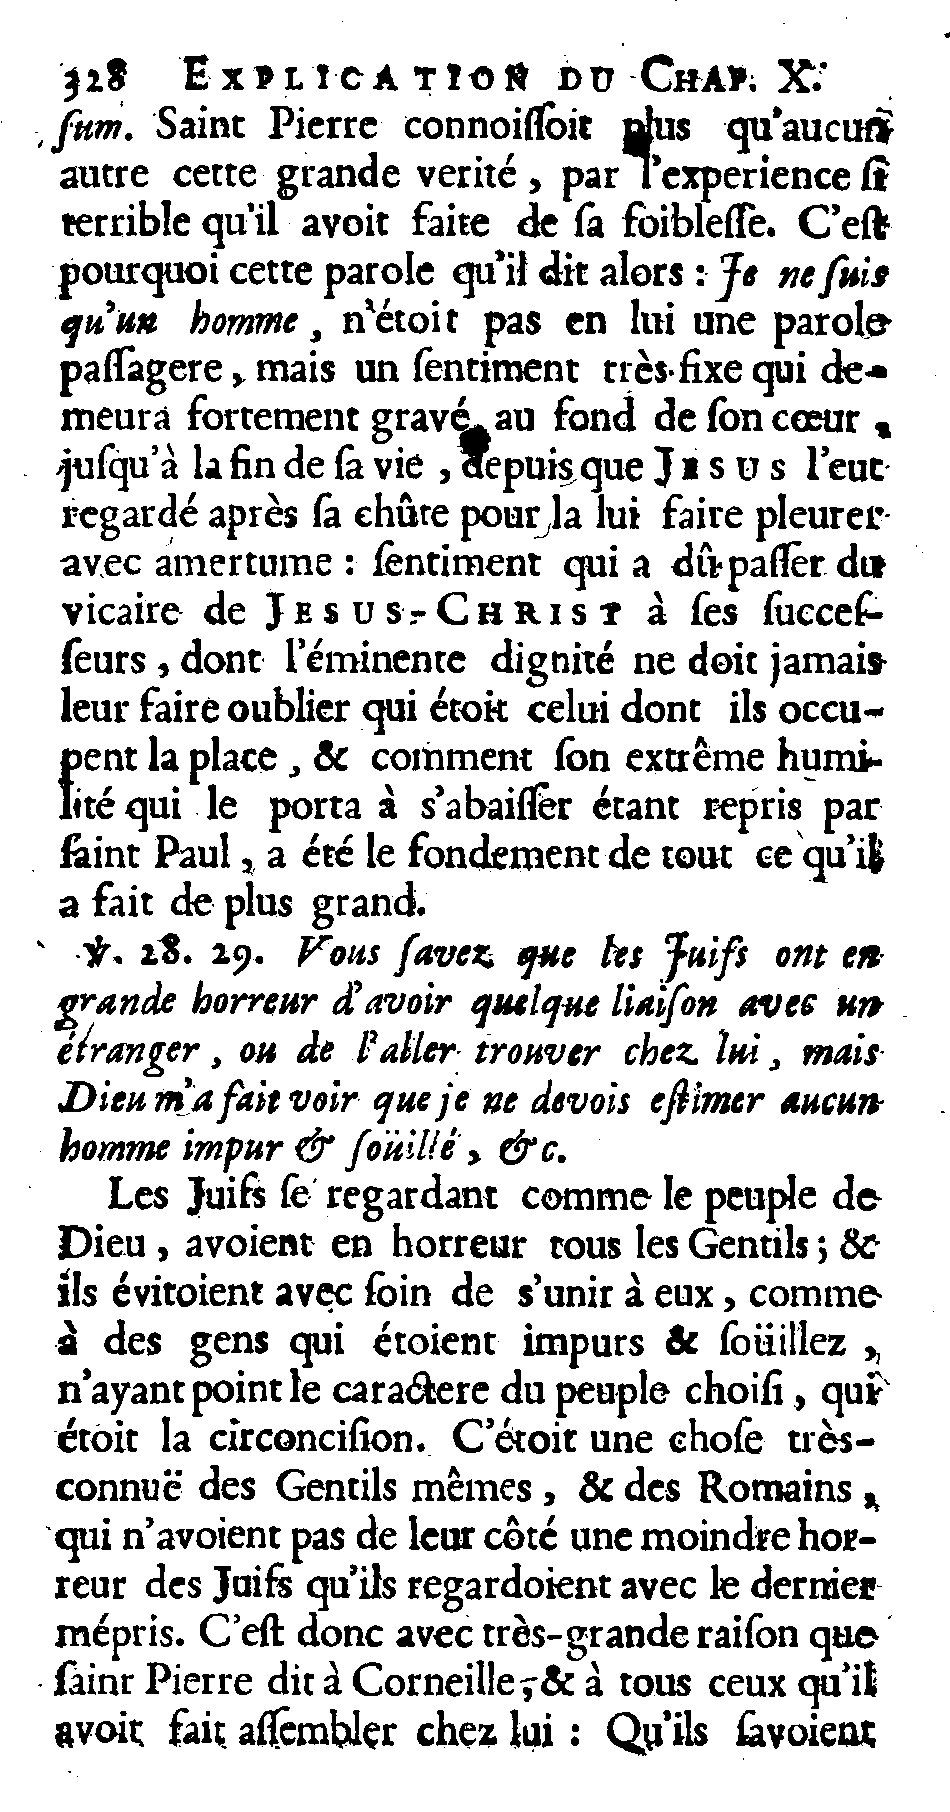 328 EXPLICATION DU CHAP. X.
ſum. Saint Pierre connoiſſoit plus qu'aucun
autre cette grande verité, par l'experience ſi
terrible qu'il avoit faite de ſa foibleſſe. C'eſt
pourquoi cette parole qu'il dit alors : Je ne ſuis
qu'un homme, n'étoit pas en lui une parole
paſſagere, mais un ſentiment très-fixe qui de-
meura fortement gravé au fond de ſon cœur,
juſqu'à la fin de ſa vie, depuis que JESUS l'eut
regardé après ſa chûte pour la lui faire pleurer
avec amertume : ſentiment qui a dû paſſer du
vicaire de JESUS-CHRIST à ſes ſucceſ-
ſeurs, dont l'éminente dignité ne doit jamais
leur faire oublier qui étoit celui dont ils occu-
pent la place, & comment ſon extrême humi-
lité qui le porta à s'abaiſſer étant repris par
ſaint Paul, a été le fondement de tout ce qu'il
a fait de plus grand.
℣. 28. 29. Vous ſavez que les Juifs ont en
grande horreur d'avoir quelque liaiſon avec un
étranger, ou de l'aller trouver chez lui, mais
Dieu m'a fait voir que je ne devois eſtimer aucun
homme impur & ſoüillé, &c.
Les Juifs ſe regardant comme le peuple de
Dieu, avoient en horreur tous les Gentils; &
ils évitoient avec ſoin de s'unir à eux, comme
à des gens qui étoient impurs & ſoüillez,
n'ayant point le caractere du peuple choiſi, qui
étoit la circonciſion. C'étoit une choſe très-
connuë des Gentils mêmes, & des Romains,
qui n'avoient pas de leur côté une moindre hor-
reur des Juifs qu'ils regardoient avec le dernier
mépris. C'eſt donc avec très-grande raiſon que
ſaint Pierre dit à Corneille, & à tous ceux qu'il
avoit fait aſſembler chez lui : Qu'ils ſavoient